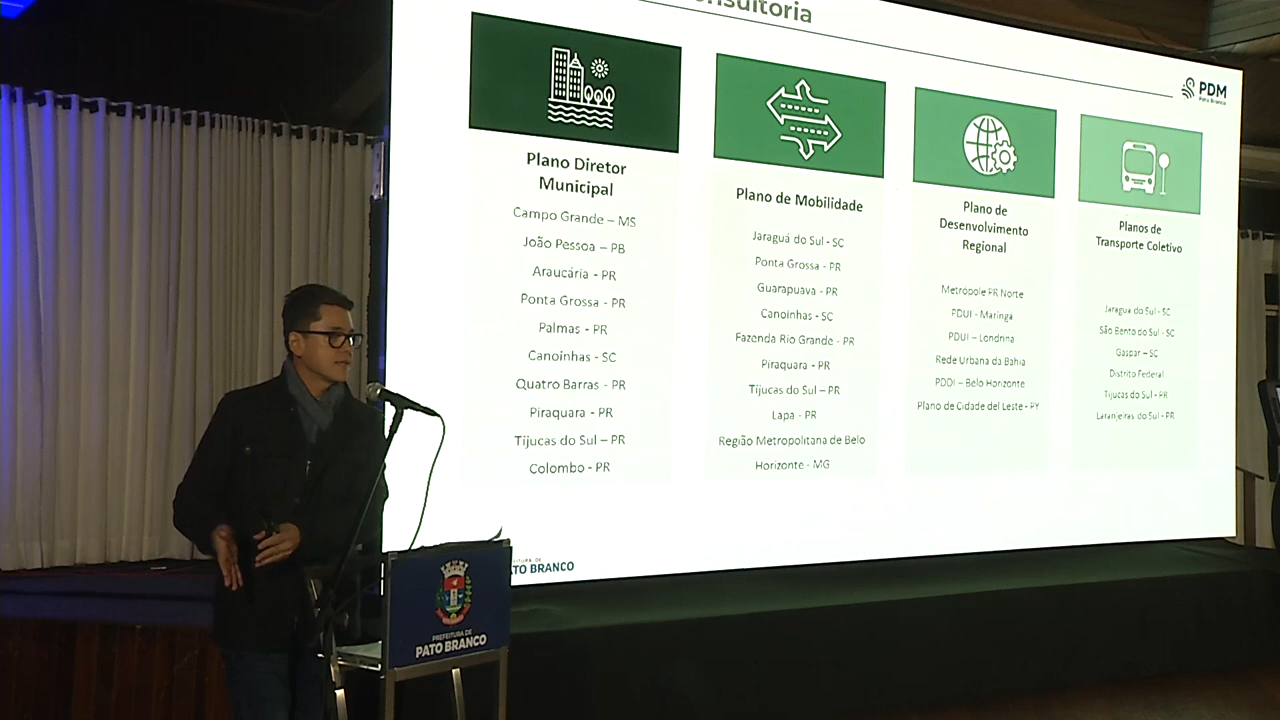 onsultoria
PDM
Pato Branco
Plano Diretor
Municipal
Campo Grande – MS
João Pessoa – PB
Araucária - PR
Ponta Grossa - PR
Palmas - PR
Canoinhas - SC
Quatro Barras - PR
Piraquara - PR
Tijucas do Sul – PR
Colombo - PR
Plano de Mobilidade
Jaraguá do Sul - SC
Ponta Grossa - PR
Guarapuava - PR
Canoinhas - SC
Fazenda Rio Grande - PR
Piraquara - PR
Tijucas do Sul – PR
Lapa - PR
Região Metropolitana de Belo
Horizonte - MG
Plano de
Desenvolvimento
Regional
Metrópole PR Norte
PDUI - Maringa
PDUI – Londrina
Rede Urbana da Bahia
PDDI – Belo Horizonte
Plano de Cidade del Leste - PY
Planos de
Transporte Coletivo
Jaragua do Sul - SC
São Bento do Sul - SC
Gaspar – SC
Distrito Federal
Tijucas do Sul - PR
Laranjeiras do Sul - PR
ATO BRANCO
PREFEITURA DE
PATO BRANCO